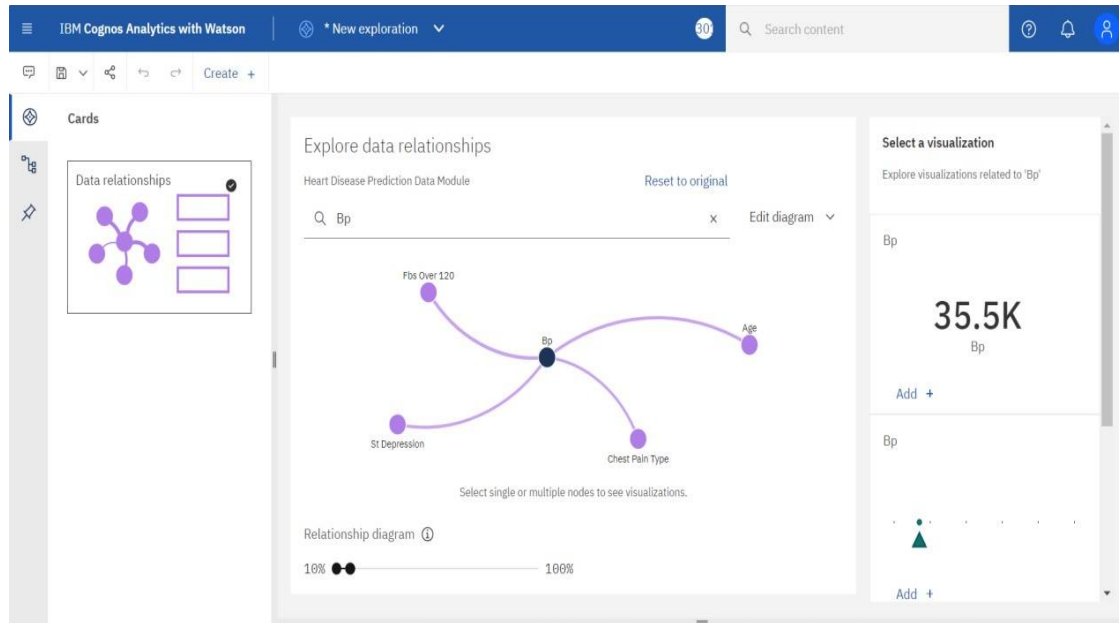 IBM Cognos Analytics with Watson
* New exploration
Search content
Create +
Cards
Data relationships
Explore data relationships
Heart Disease Prediction Data Module
Reset to original
Bp
x
Edit diagram
Fbs Over 120
Bp
Age
St Depression
Chest Pain Type
Select single or multiple nodes to see visualizations.
Relationship diagram
10%
100%
Select a visualization
Explore visualizations related to 'Bp'
Bp
35.5K
Bp
Add +
Bp
Add +